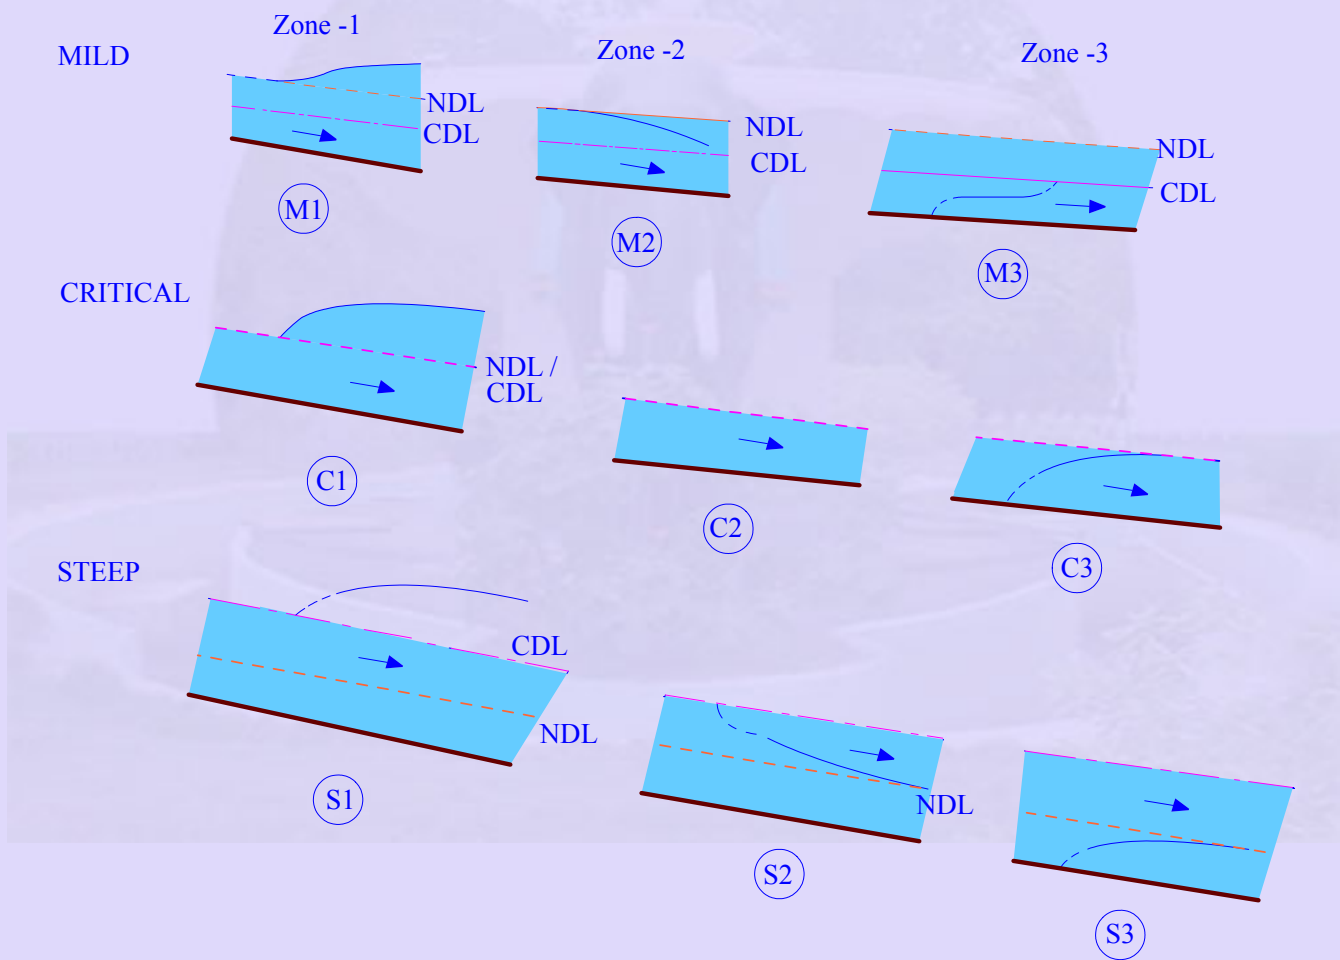 Zone -1
Zone -2
Zone -3
MILD
NDL
CDL
M1
NDL
CDL
M2
NDL
CDL
M3
CRITICAL
NDL /
CDL
C1
C2
C3
STEEP
CDL
NDL
S1
NDL
S2
S3